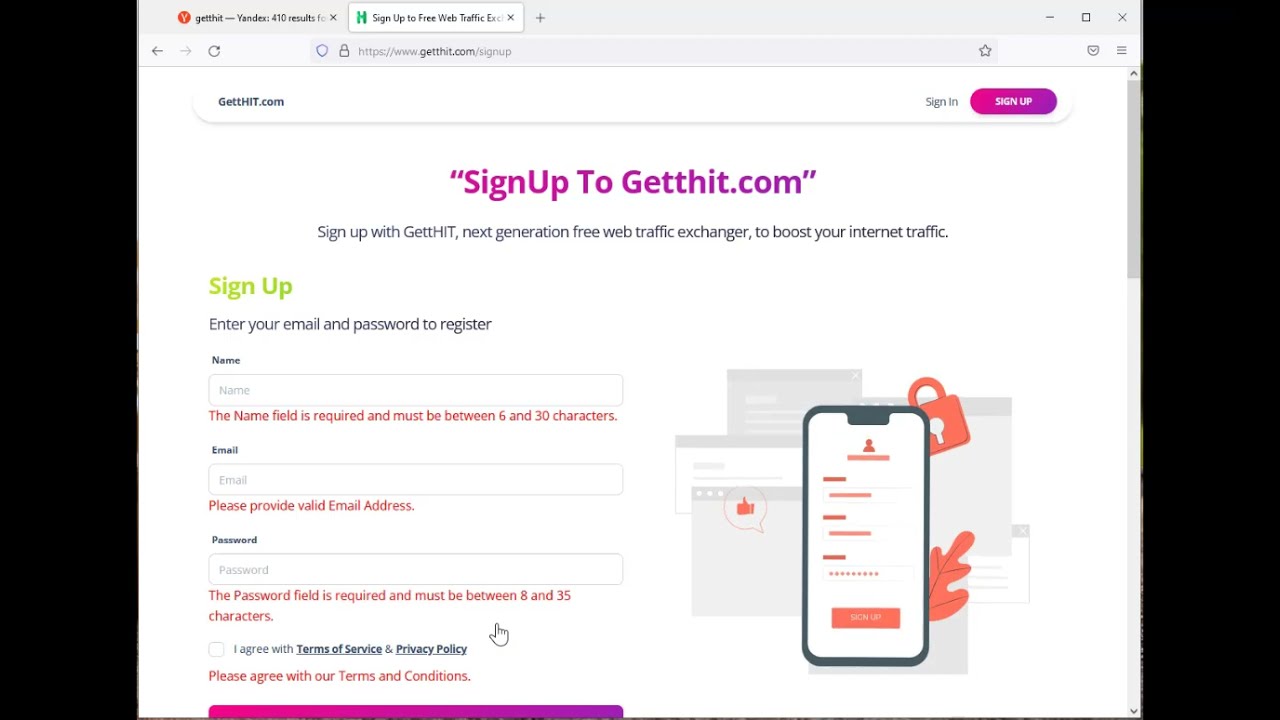 getthit — Yandex: 410 results fo
Sign Up to Free Web Traffic Exc
https://www.getthit.com/signup
GettHIT.com
Sign In
SIGN UP
“SignUp To Getthit.com”
Sign up with GettHIT, next generation free web traffic exchanger, to boost your internet traffic.
Sign Up
Enter your email and password to register
Name
Name
The Name field is required and must be between 6 and 30 characters.
Email
Email
Please provide valid Email Address.
Password
Password
The Password field is required and must be between 8 and 35
characters.
I agree with Terms of Service & Privacy Policy
Please agree with our Terms and Conditions.
SIGN UP